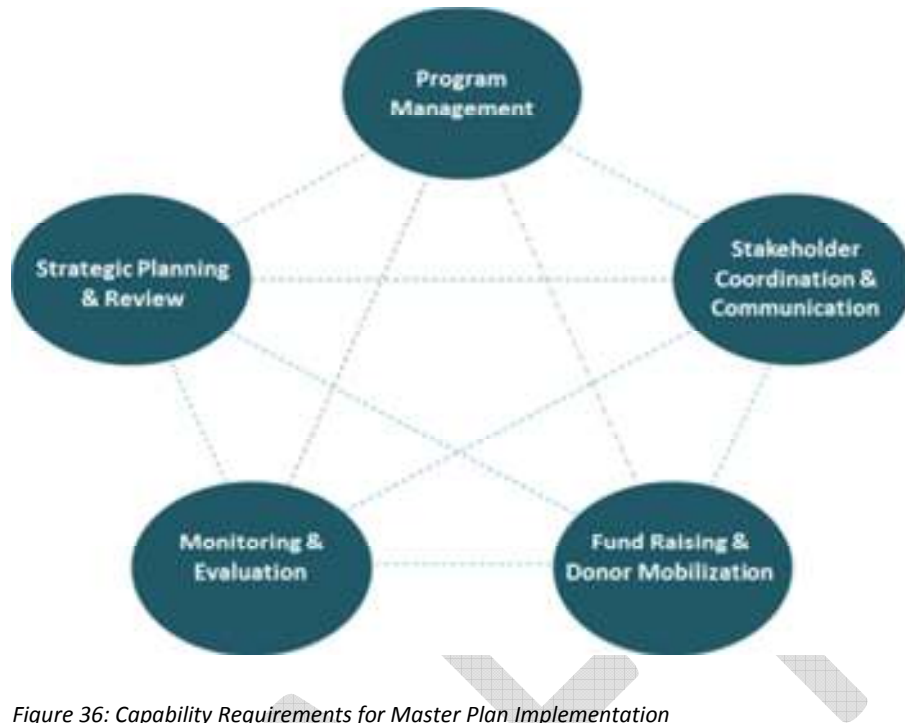 Program
Management
Strategic Planning
& Review
Stakeholder
Coordination &
Communication
Monitoring &
Evaluation
Fund Raising &
Donor Mobilization
Figure 36: Capability Requirements for Master Plan Implementation